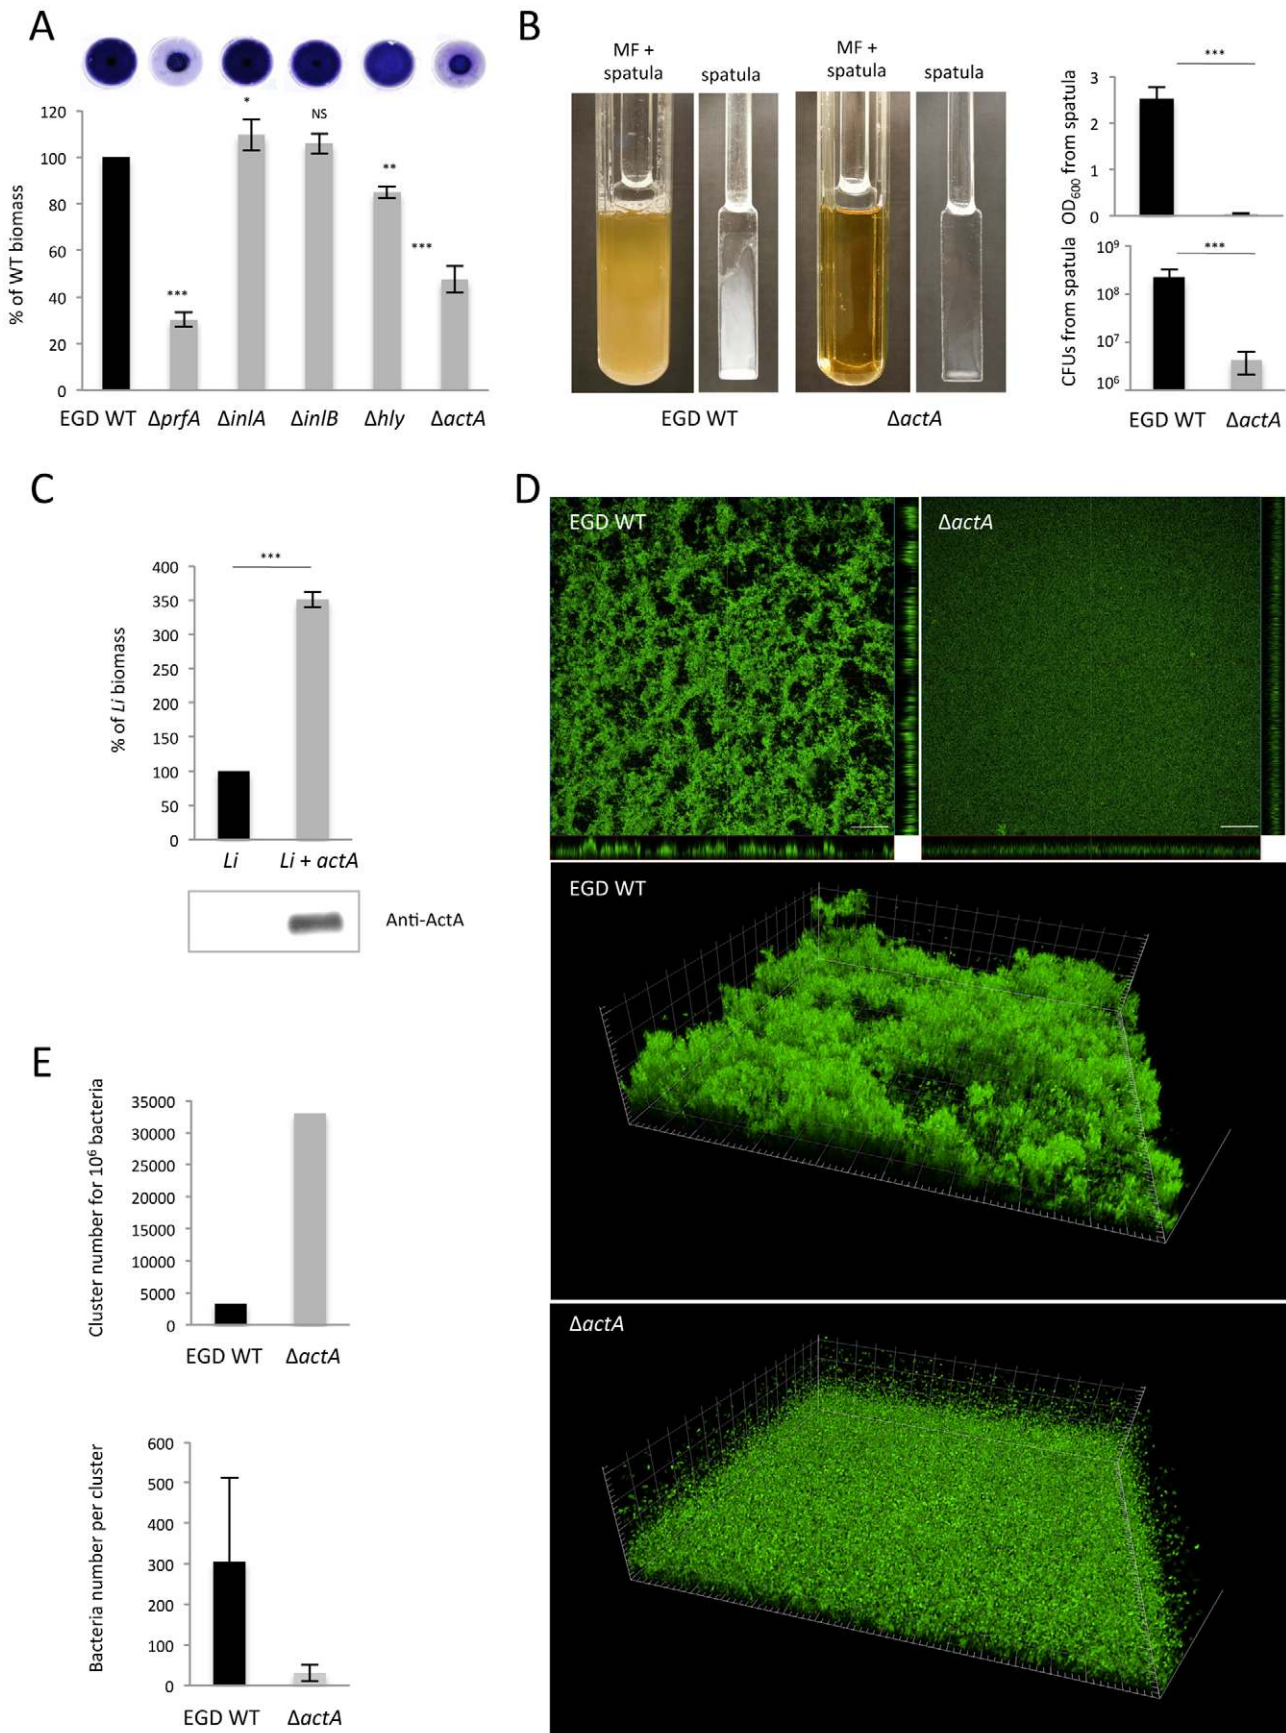 A
*
NS
**
***
***
120
100
80
60
40
20
0
% of WT biomass
EGD WT ΔprfA ΔinlA ΔinlB Δhly ΔactA
B
MF +
spatula
spatula
MF +
spatula
spatula
EGD WT
ΔactA
***
3
2
1
0
OD600 from spatula
***
10⁹
10⁸
10⁷
10⁶
CFUs from spatula
EGD WT ΔactA
C
***
400
350
300
250
200
150
100
50
0
% of Li biomass
Li Li + actA
Anti-ActA
D
EGD WT
ΔactA
EGD WT
ΔactA
E
35000
30000
25000
20000
15000
10000
5000
0
Cluster number for 10⁶ bacteria
EGD WT ΔactA
600
500
400
300
200
100
0
Bacteria number per cluster
EGD WT ΔactA